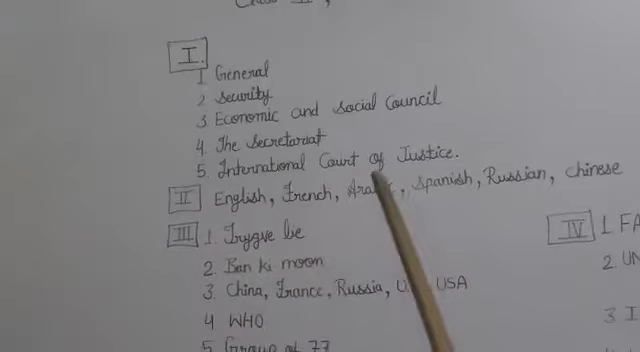 I.
1 General
2 Security
3 Economic and Social Council
4. The Secretariat
5. International Court of Justice.
II English, French, Spanish, Russian, Chinese
III 1. Trygve lie
2. Ban ki moon
3. China, France, Russia, USA
4 WHO
5 Group of 77
IV 1. FA
2. UN
3 I